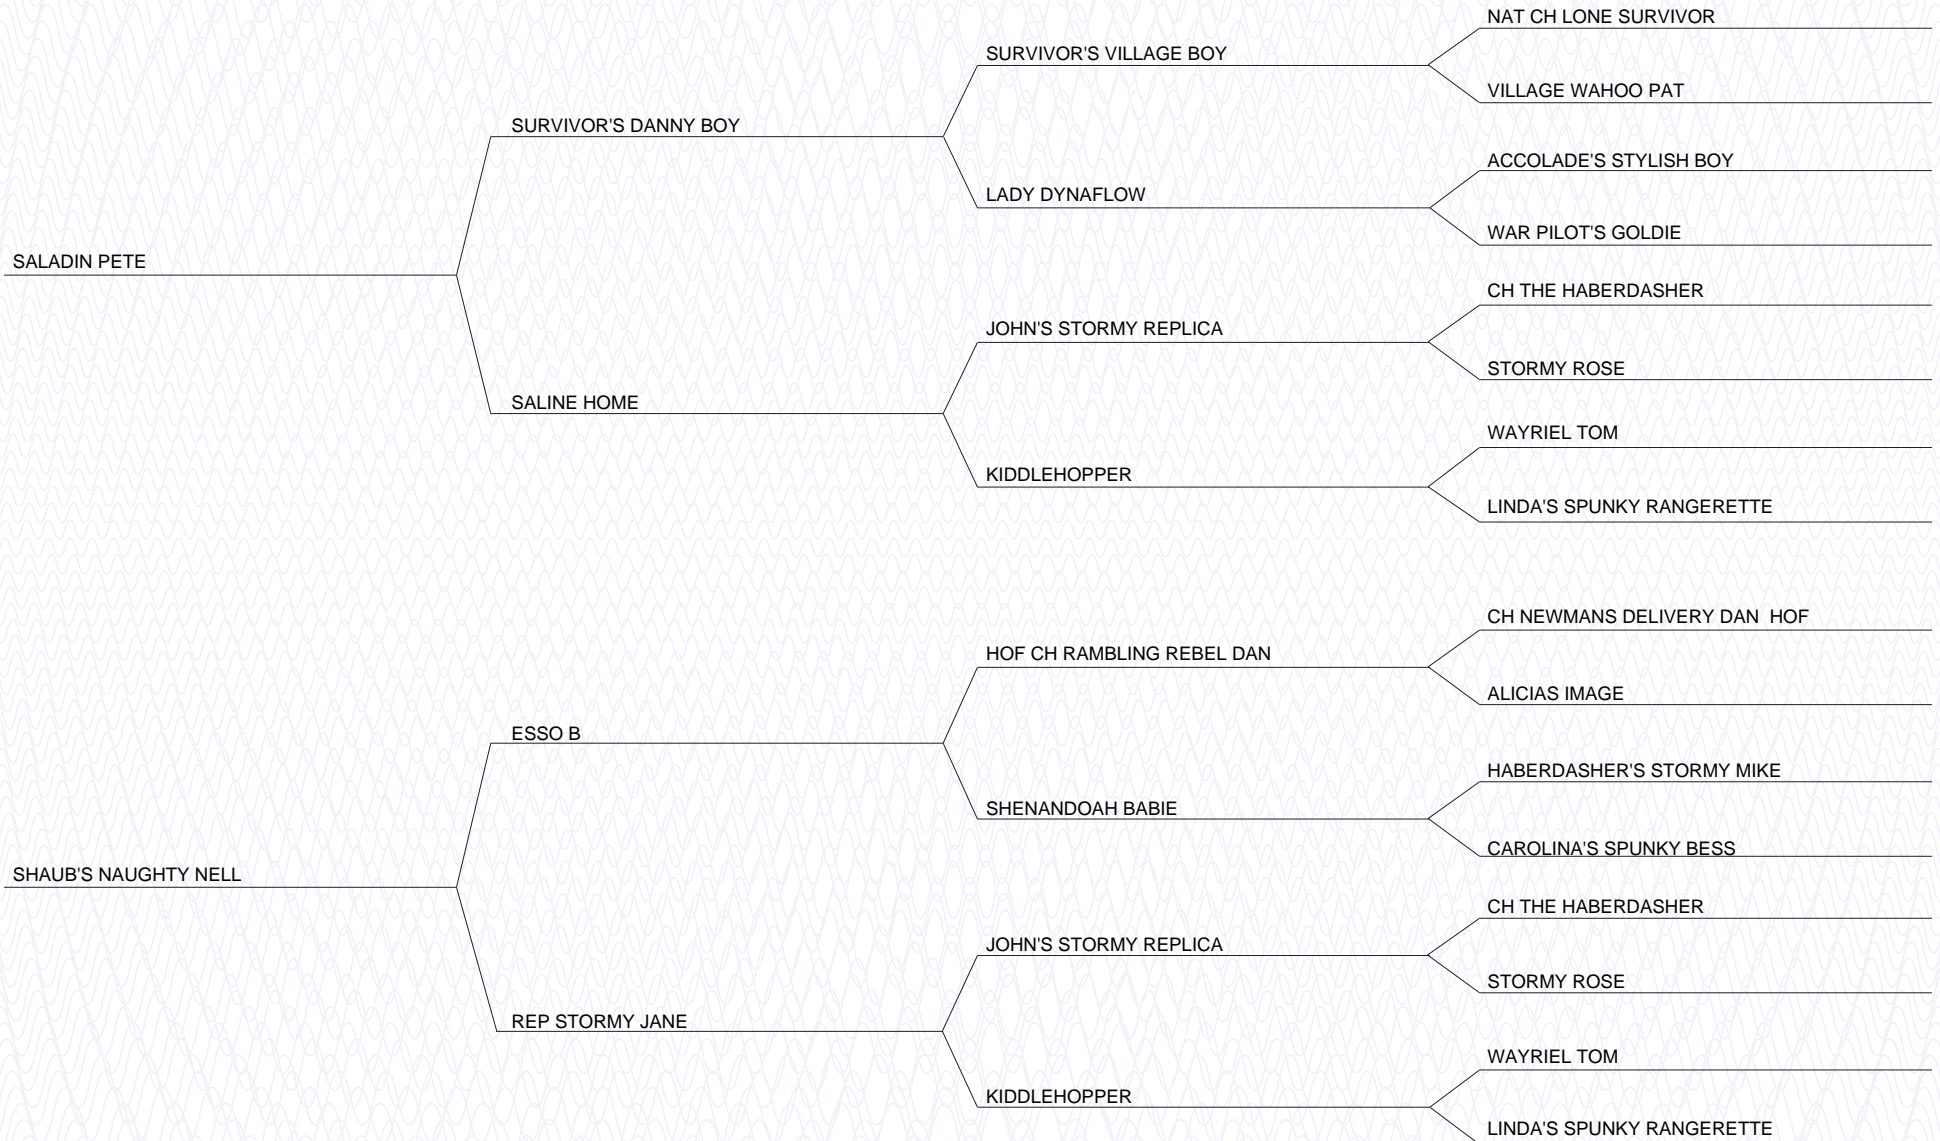 NAT CH LONE SURVIVOR
SURVIVOR'S VILLAGE BOY
VILLAGE WAHOO PAT
SURVIVOR'S DANNY BOY
ACCOLADE'S STYLISH BOY
LADY DYNAFLOW
WAR PILOT'S GOLDIE
SALADIN PETE
CH THE HABERDASHER
JOHN'S STORMY REPLICA
STORMY ROSE
SALINE HOME
WAYRIEL TOM
KIDDLEHOPPER
LINDA'S SPUNKY RANGERETTE
CH NEWMANS DELIVERY DAN  HOF
HOF CH RAMBLING REBEL DAN
ALICIAS IMAGE
ESSO B
HABERDASHER'S STORMY MIKE
SHENANDOAH BABIE
CAROLINA'S SPUNKY BESS
SHAUB'S NAUGHTY NELL
CH THE HABERDASHER
JOHN'S STORMY REPLICA
STORMY ROSE
REP STORMY JANE
WAYRIEL TOM
KIDDLEHOPPER
LINDA'S SPUNKY RANGERETTE